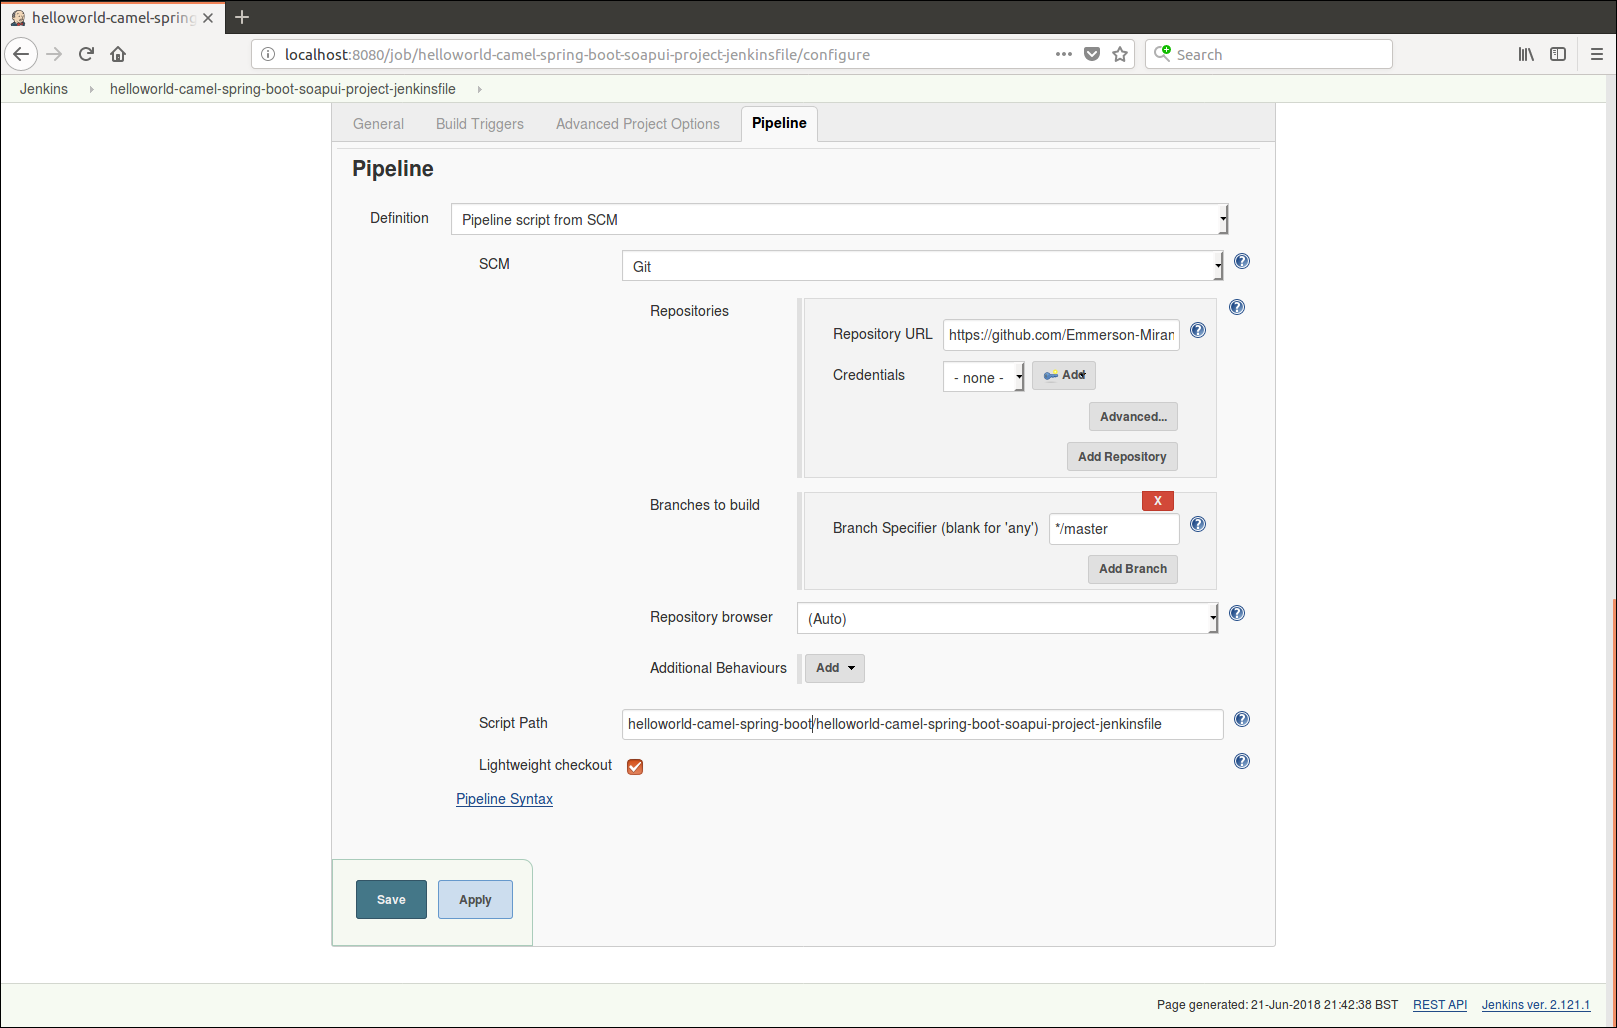 helloworld-camel-spring
localhost:8080/job/helloworld-camel-spring-boot-soapui-project-jenkinsfile/configure
Search
Jenkins helloworld-camel-spring-boot-soapui-project-jenkinsfile
General Build Triggers Advanced Project Options Pipeline
Pipeline
Definition Pipeline script from SCM
SCM Git
Repositories
Repository URL https://github.com/Emmerson-Miran
Credentials - none - Add
Advanced...
Add Repository
Branches to build
X
Branch Specifier (blank for 'any') */master
Add Branch
Repository browser (Auto)
Additional Behaviours Add
Script Path helloworld-camel-spring-boot/helloworld-camel-spring-boot-soapui-project-jenkinsfile
Lightweight checkout
Pipeline Syntax
Save Apply
Page generated: 21-Jun-2018 21:42:38 BST REST API Jenkins ver. 2.121.1